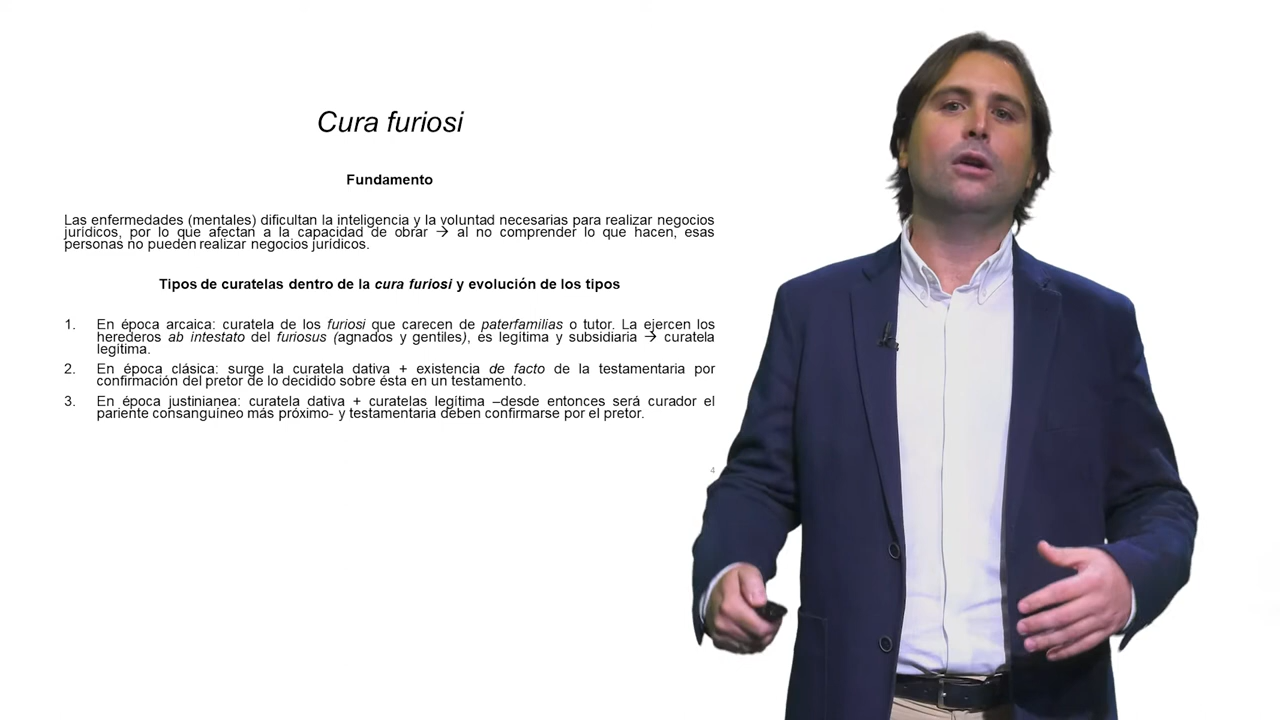 Cura furiosi
Fundamento
Las enfermedades (mentales) dificultan la inteligencia y la voluntad necesarias para realizar negocios
jurídicos, por lo que afectan a la capacidad de obrar → al no comprender lo que hacen, esas
personas no pueden realizar negocios jurídicos.
Tipos de curatelas dentro de la cura furiosi y evolución de los tipos
1. En época arcaica: curatela de los furiosi que carecen de paterfamilias o tutor. La ejercen los
herederos ab intestato del furiosus (agnados y gentiles), es legítima y subsidiaria → curatela
legítima.
2. En época clásica: surge la curatela dativa + existencia de facto de la testamentaria por
confirmación del pretor de lo decidido sobre ésta en un testamento.
3. En época justinianea: curatela dativa + curatelas legítima –desde entonces será curador el
pariente consanguíneo más próximo- y testamentaria deben confirmarse por el pretor.
4